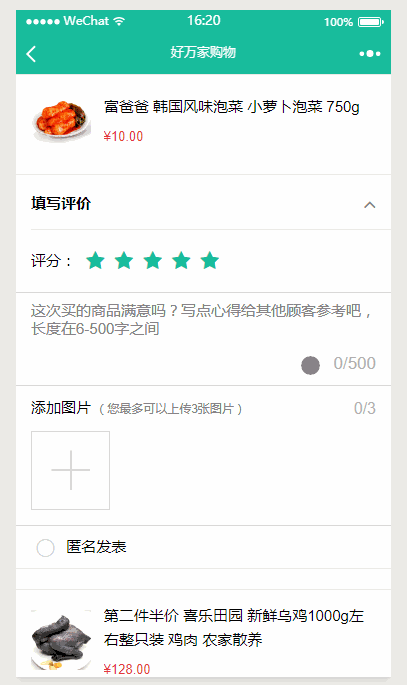 WeChat 16:20 100%
好万家购物
富爸爸 韩国风味泡菜 小萝卜泡菜 750g
¥10.00
填写评价
评分：
这次买的商品满意吗？写点心得给其他顾客参考吧，
长度在6-500字之间
0/500
添加图片（您最多可以上传3张图片） 0/3
匿名发表
第二件半价 喜乐田园 新鲜乌鸡1000g左
右整只装 鸡肉 农家散养
¥128.00